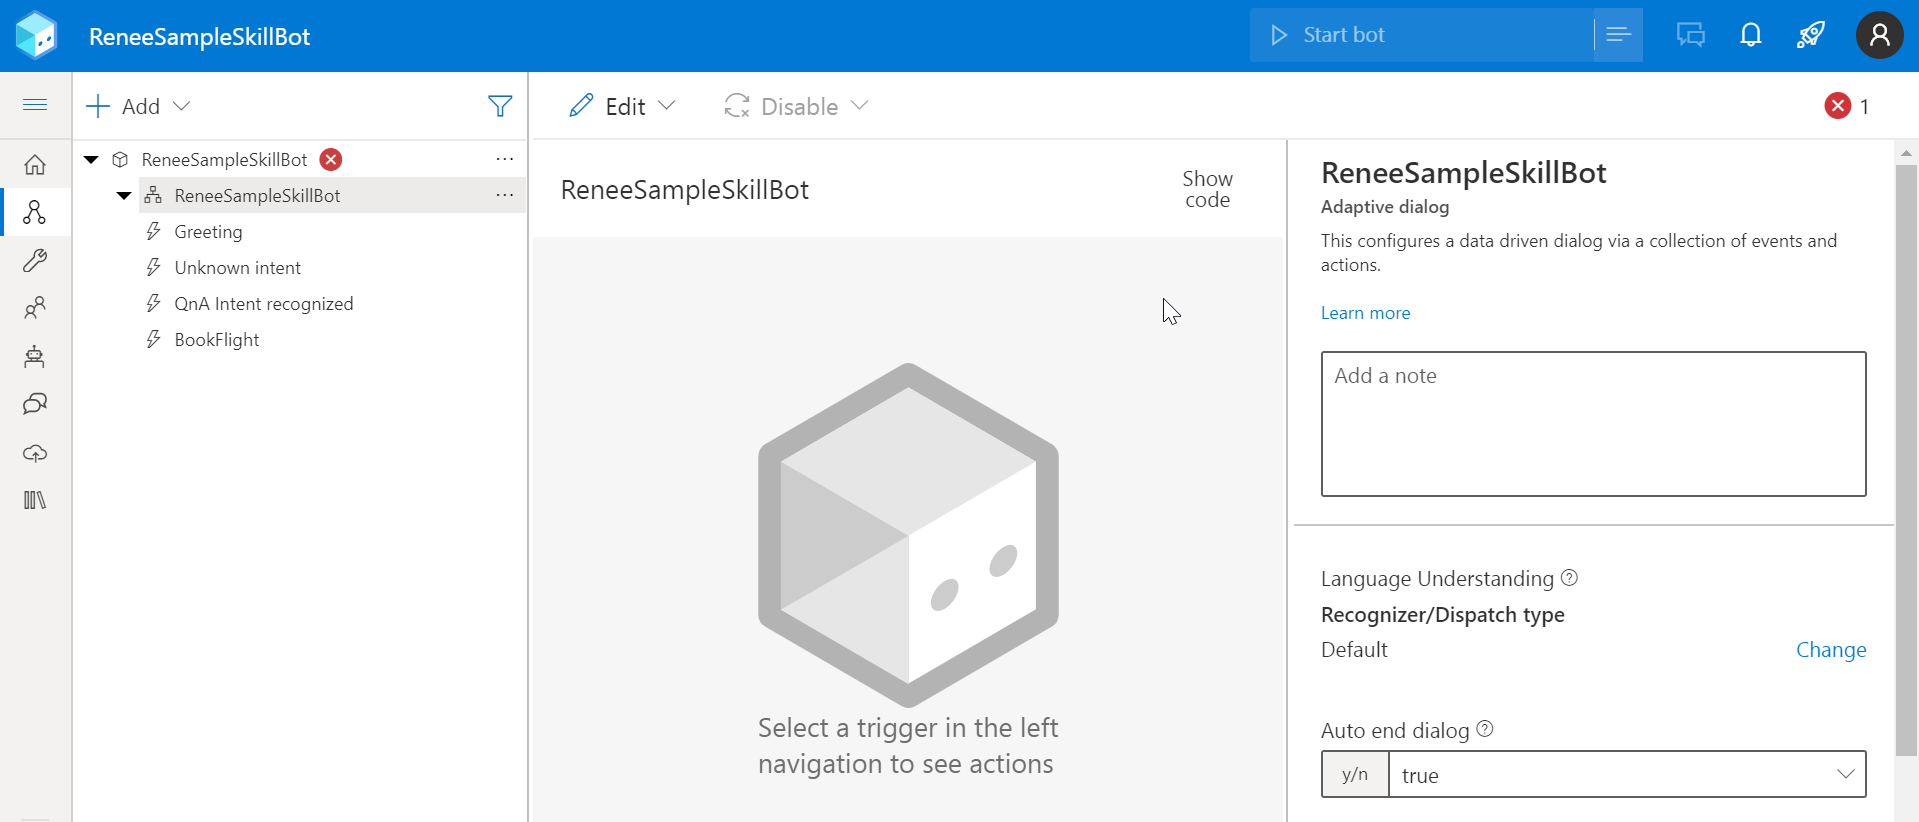 ReneeSampleSkillBot
Start bot
Add
Edit
Disable
1
ReneeSampleSkillBot
ReneeSampleSkillBot
Greeting
Unknown intent
QnA Intent recognized
BookFlight
ReneeSampleSkillBot
Show
code
Select a trigger in the left
navigation to see actions
ReneeSampleSkillBot
Adaptive dialog
This configures a data driven dialog via a collection of events and
actions.
Learn more
Add a note
Language Understanding
Recognizer/Dispatch type
Default
Change
Auto end dialog
y/n
true